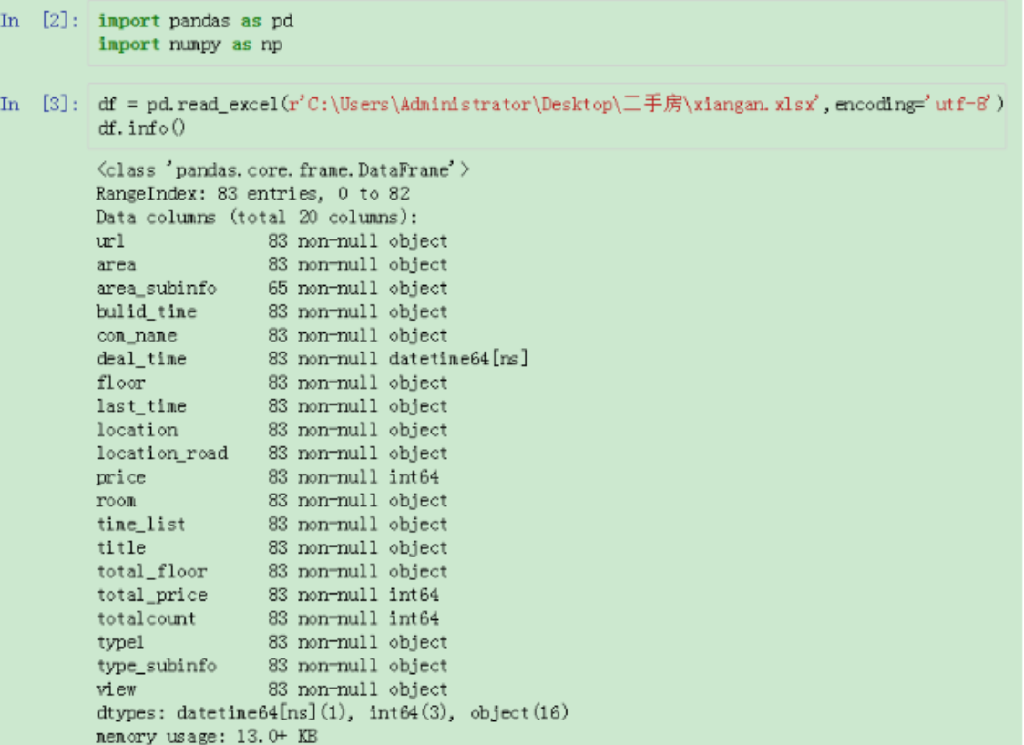 In [2]: import pandas as pd
import numpy as np
In [3]: df = pd.read_excel(r'C:\Users\Administrator\Desktop\二手房\xiangan.xlsx',encoding='utf-8')
df.info()
<class 'pandas.core.frame.DataFrame'>
RangeIndex: 83 entries, 0 to 82
Data columns (total 20 columns):
url 83 non-null object
area 83 non-null object
area_subinfo 65 non-null object
bulid_time 83 non-null object
com_name 83 non-null object
deal_time 83 non-null datetime64[ns]
floor 83 non-null object
last_time 83 non-null object
location 83 non-null object
location_road 83 non-null object
price 83 non-null int64
room 83 non-null object
time_list 83 non-null object
title 83 non-null object
total_floor 83 non-null object
total_price 83 non-null int64
totalcount 83 non-null int64
type1 83 non-null object
type_subinfo 83 non-null object
view 83 non-null object
dtypes: datetime64[ns](1), int64(3), object(16)
memory usage: 13.0+ KB